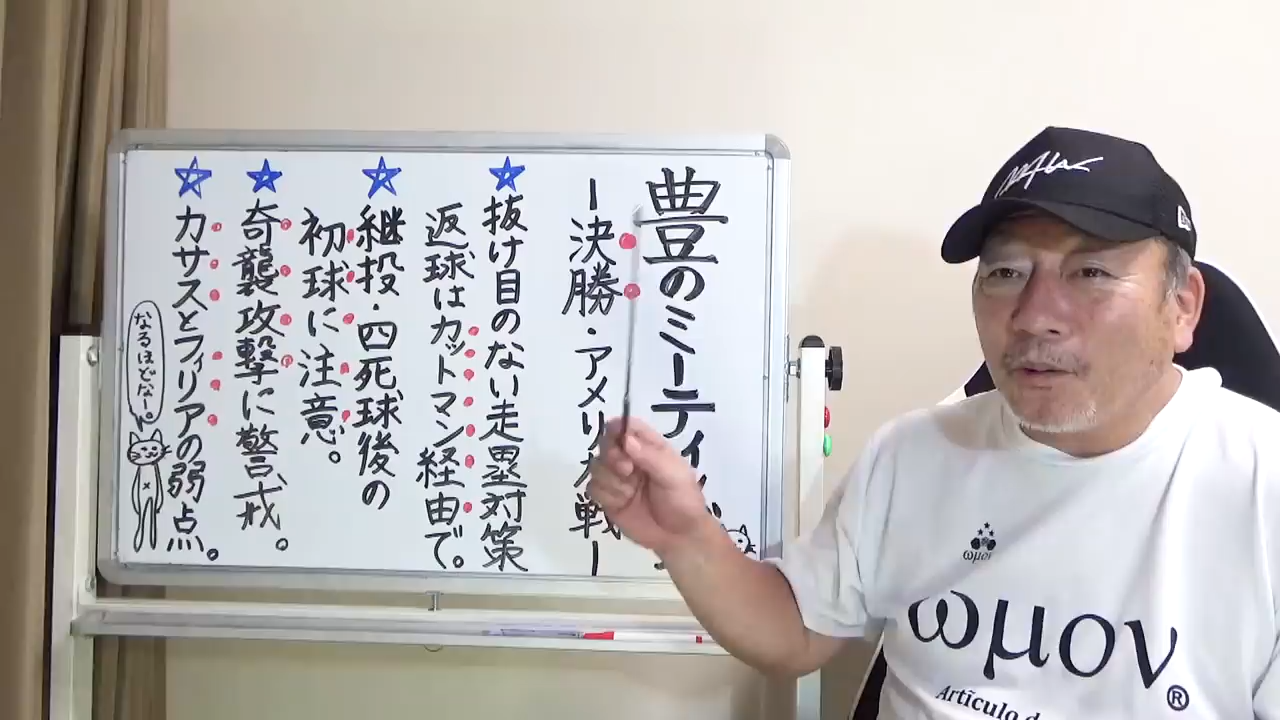 豊のミーティング
ー決勝・アメリカ戦ー
☆抜け目のない走塁対策
返球はカットマン経由で。
☆継投・四死球後の
初球に注意。
★奇襲攻撃に警戒。
☆カサスとフィリアの弱点。
なるほどなー。
ωμον
ωμον®
Artículo d